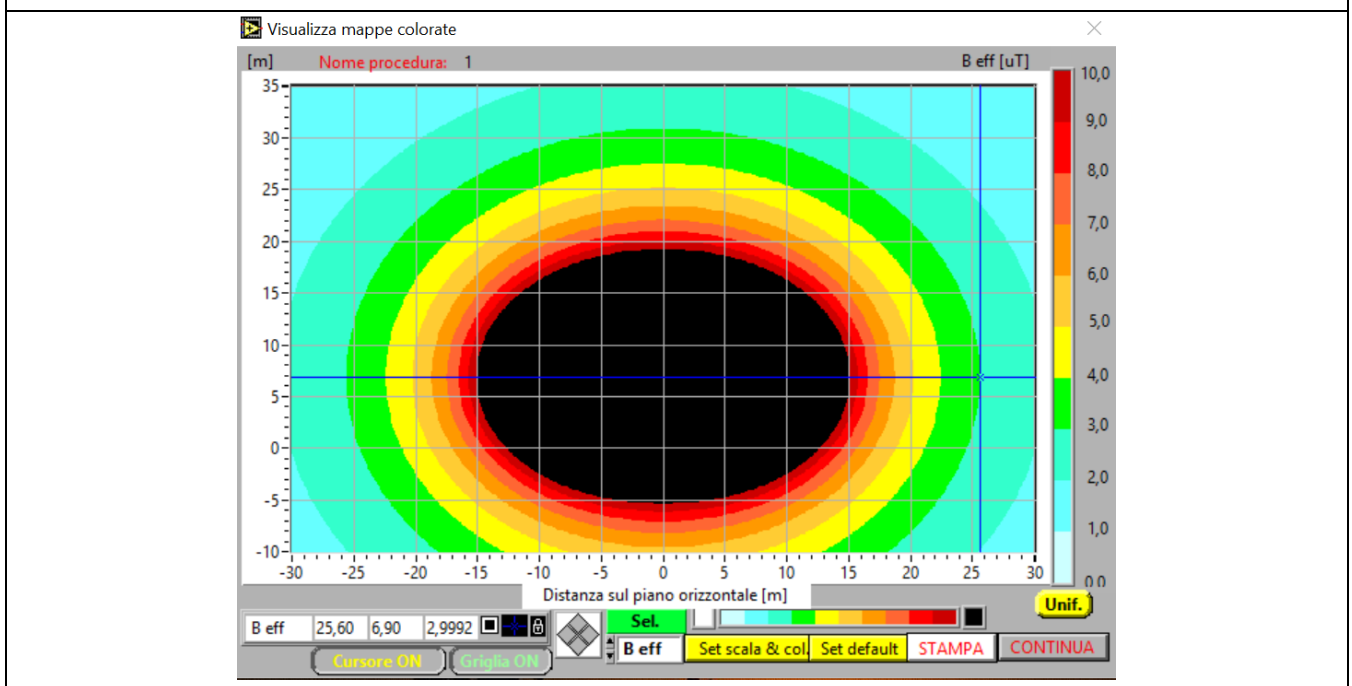 Visualizza mappe colorate
[m] Nome procedura: 1 B eff [uT]
35
30
25
20
15
10
5
0
-5
-10
-30 -25 -20 -15 -10 -5 0 5 10 15 20 25 30
Distanza sul piano orizzontale [m]
10,0
9,0
8,0
7,0
6,0
5,0
4,0
3,0
2,0
1,0
0 0
Unif.
B eff 25,60 6,90 2,9992
Sel.
B eff
Set scala & col. Set default STAMPA CONTINUA
Cursore ON Griglia ON